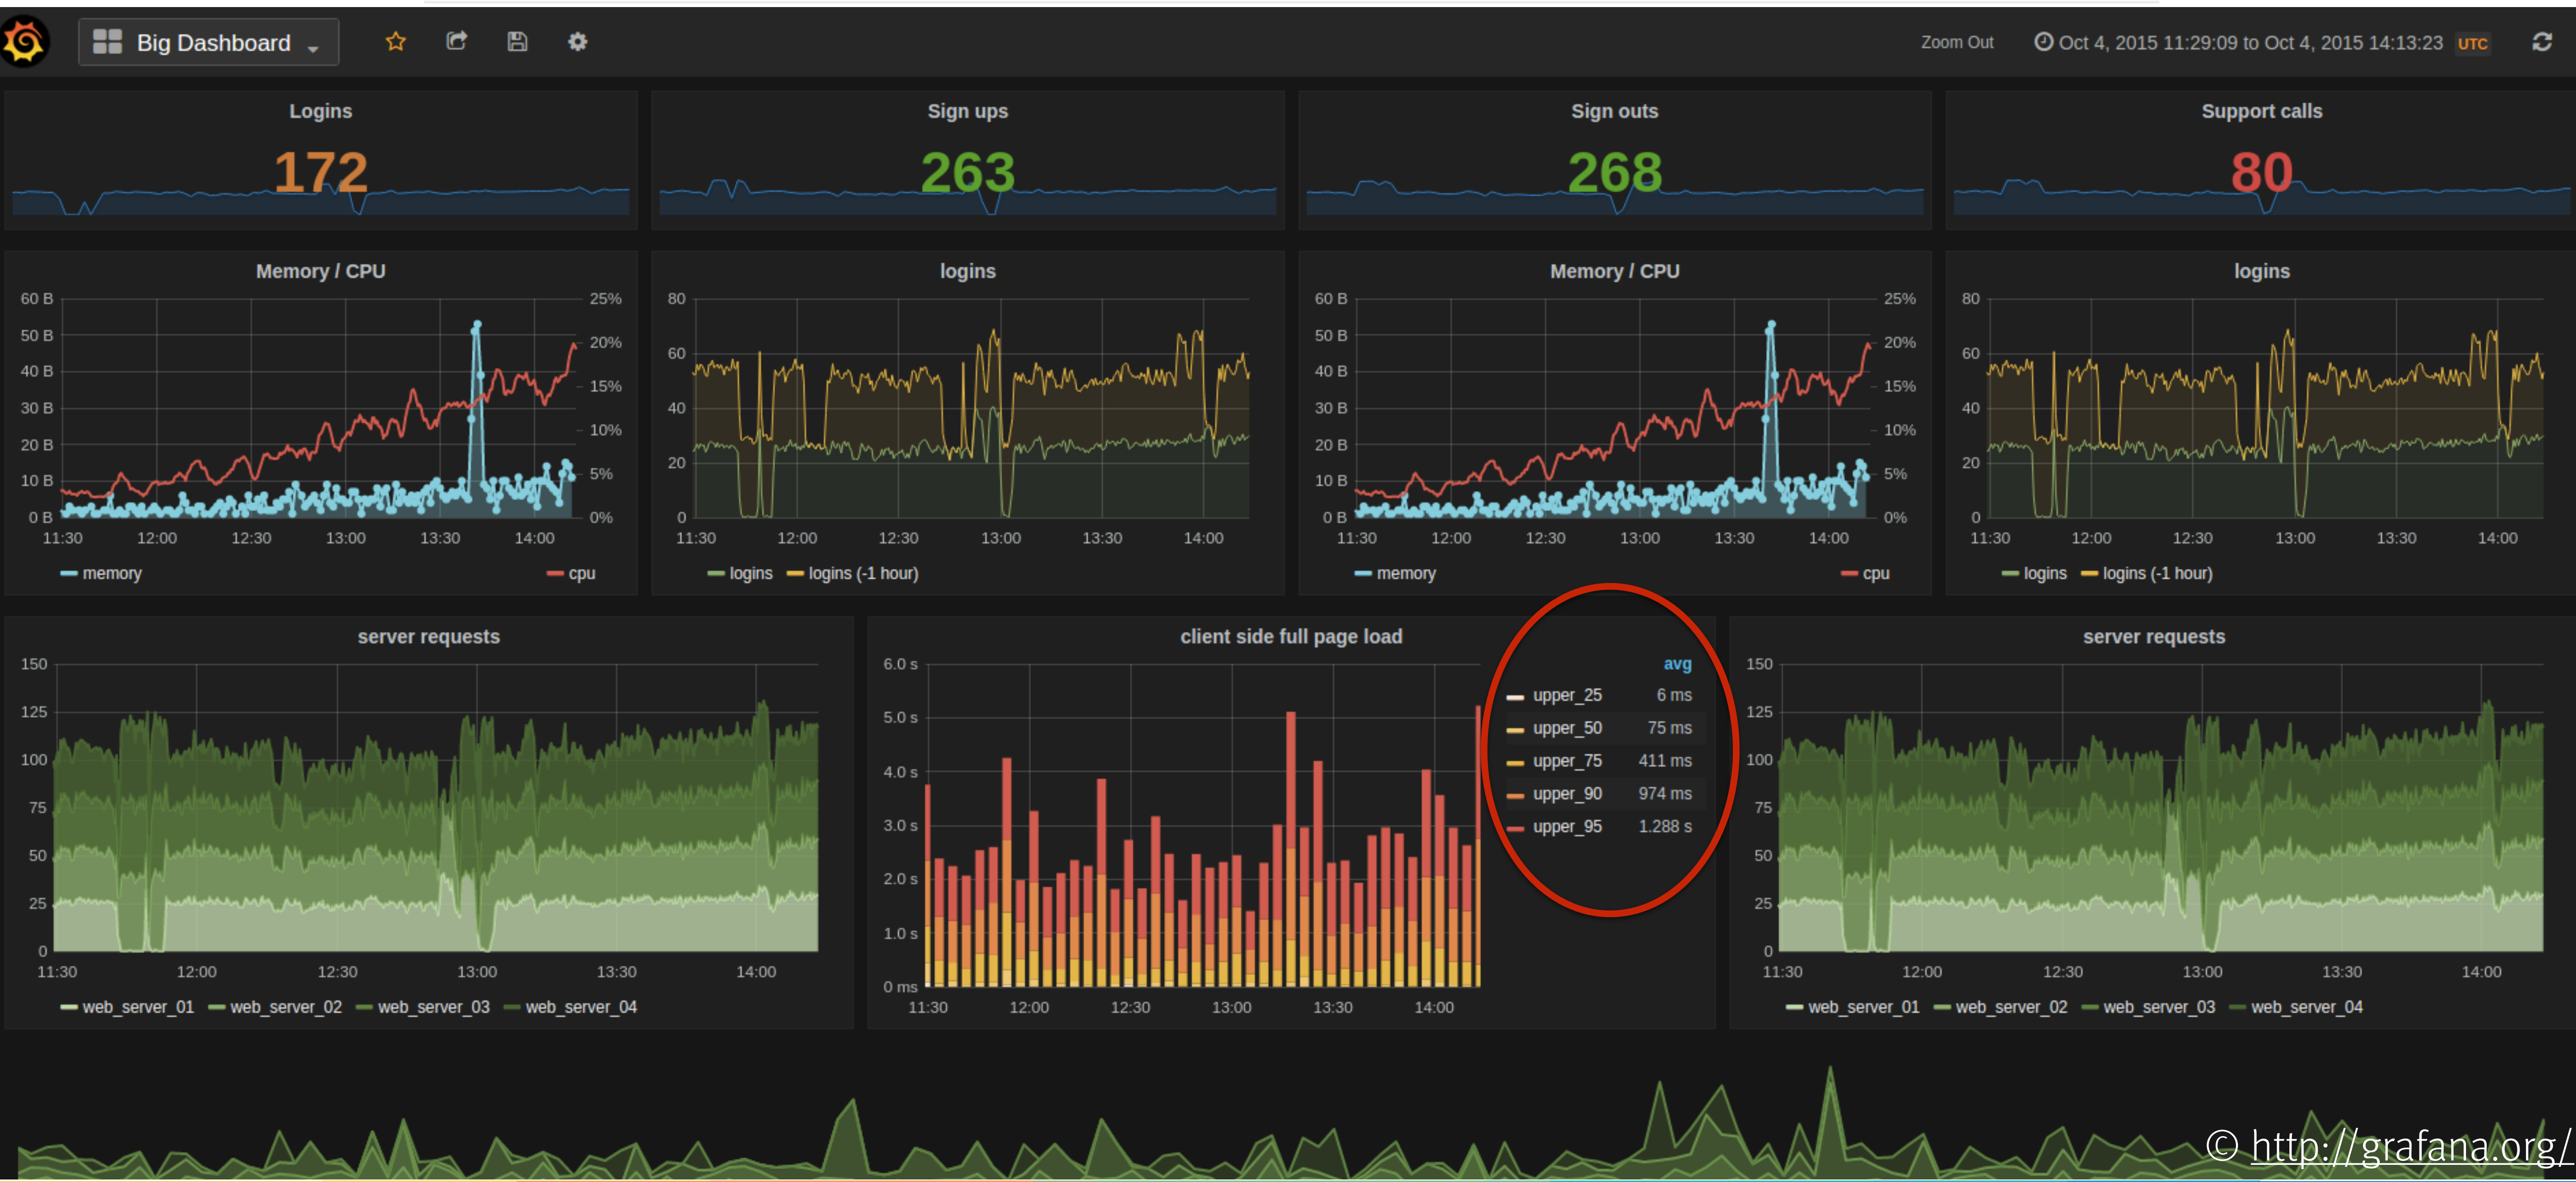 Big Dashboard
Zoom Out Oct 4, 2015 11:29:09 to Oct 4, 2015 14:13:23 UTC
Logins
172
Sign ups
263
Sign outs
268
Support calls
80
Memory / CPU
60 B
50 B
40 B
30 B
20 B
10 B
0 B
25%
20%
15%
10%
5%
0%
11:30 12:00 12:30 13:00 13:30 14:00
memory cpu
logins
80
60
40
20
0
11:30 12:00 12:30 13:00 13:30 14:00
logins logins (-1 hour)
Memory / CPU
60 B
50 B
40 B
30 B
20 B
10 B
0 B
25%
20%
15%
10%
5%
0%
11:30 12:00 12:30 13:00 13:30 14:00
memory cpu
logins
80
60
40
20
0
11:30 12:00 12:30 13:00 13:30 14:00
logins logins (-1 hour)
server requests
150
125
100
75
50
25
0
11:30 12:00 12:30 13:00 13:30 14:00
web_server_01 web_server_02 web_server_03 web_server_04
client side full page load
6.0 s
5.0 s
4.0 s
3.0 s
2.0 s
1.0 s
0 ms
11:30 12:00 12:30 13:00 13:30 14:00
avg
upper_25 6 ms
upper_50 75 ms
upper_75 411 ms
upper_90 974 ms
upper_95 1.288 s
server requests
150
125
100
75
50
25
0
11:30 12:00 12:30 13:00 13:30 14:00
web_server_01 web_server_02 web_server_03 web_server_04
© http://grafana.org/